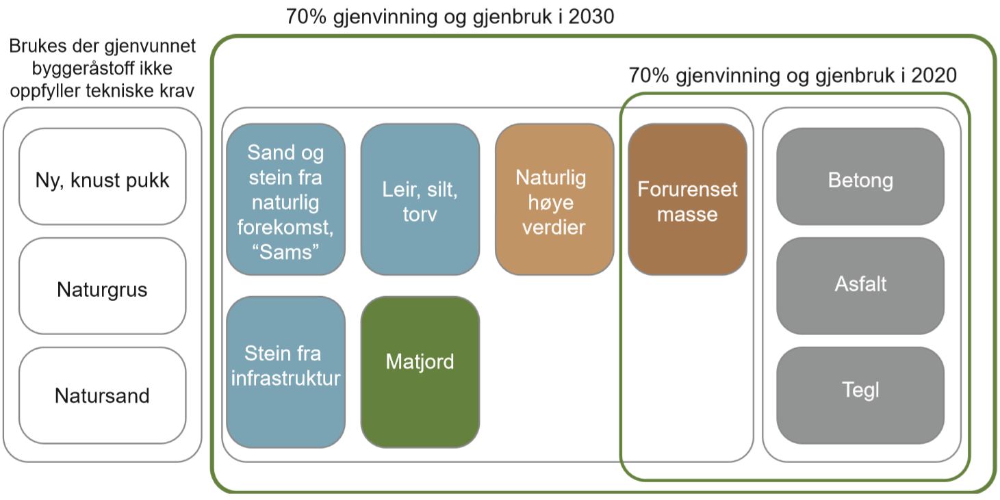 70% gjenvinning og gjenbruk i 2030
Brukes der gjenvunnet
byggeråstoff ikke
oppfyller tekniske krav
70% gjenvinning og gjenbruk i 2020
Ny, knust pukk
Naturgrus
Natursand
Sand og
stein fra
naturlig
forekomst,
“Sams”
Leir, silt,
torv
Naturlig
høye
verdier
Forurenset
masse
Stein fra
infrastruktur
Matjord
Betong
Asfalt
Tegl